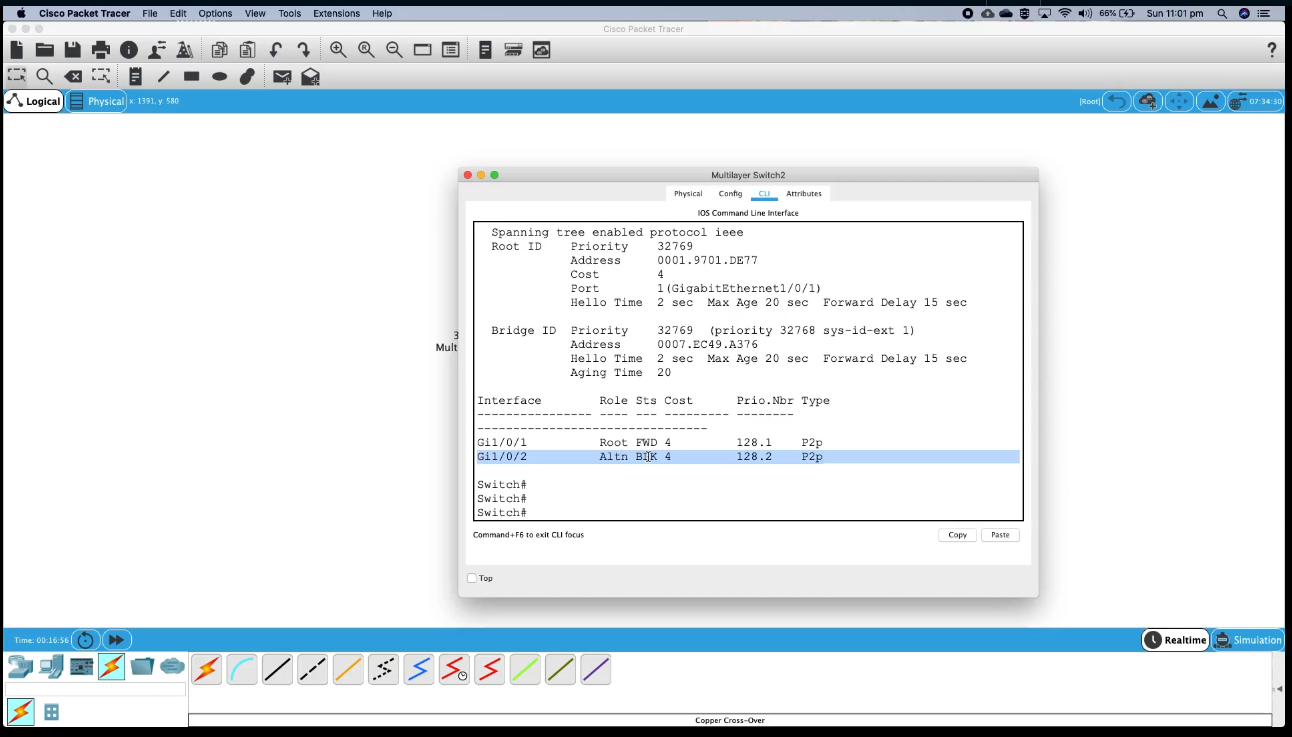 Cisco Packet Tracer File Edit Options View Tools Extensions Help 66% Sun 11:01 pm
Cisco Packet Tracer
?
Logical Physical x: 1391, y: 580 [Root] 07:34:30
Multilayer Switch2
Physical Config CLI Attributes
IOS Command Line Interface
Spanning tree enabled protocol ieee
Root ID Priority 32769
Address 0001.9701.DE77
Cost 4
Port 1(GigabitEthernet1/0/1)
Hello Time 2 sec Max Age 20 sec Forward Delay 15 sec
Bridge ID Priority 32769 (priority 32768 sys-id-ext 1)
Address 0007.EC49.A376
Hello Time 2 sec Max Age 20 sec Forward Delay 15 sec
Aging Time 20
Interface Role Sts Cost Prio.Nbr Type
---------------- ---- --- --------- --------
--------------------------------
Gi1/0/1 Root FWD 4 128.1 P2p
Gi1/0/2 Altn BLK 4 128.2 P2p
Switch#
Switch#
Switch#
3
Mult
Command+F6 to exit CLI focus
Copy Paste
Top
Time: 00:16:56 Realtime Simulation
Copper Cross-Over